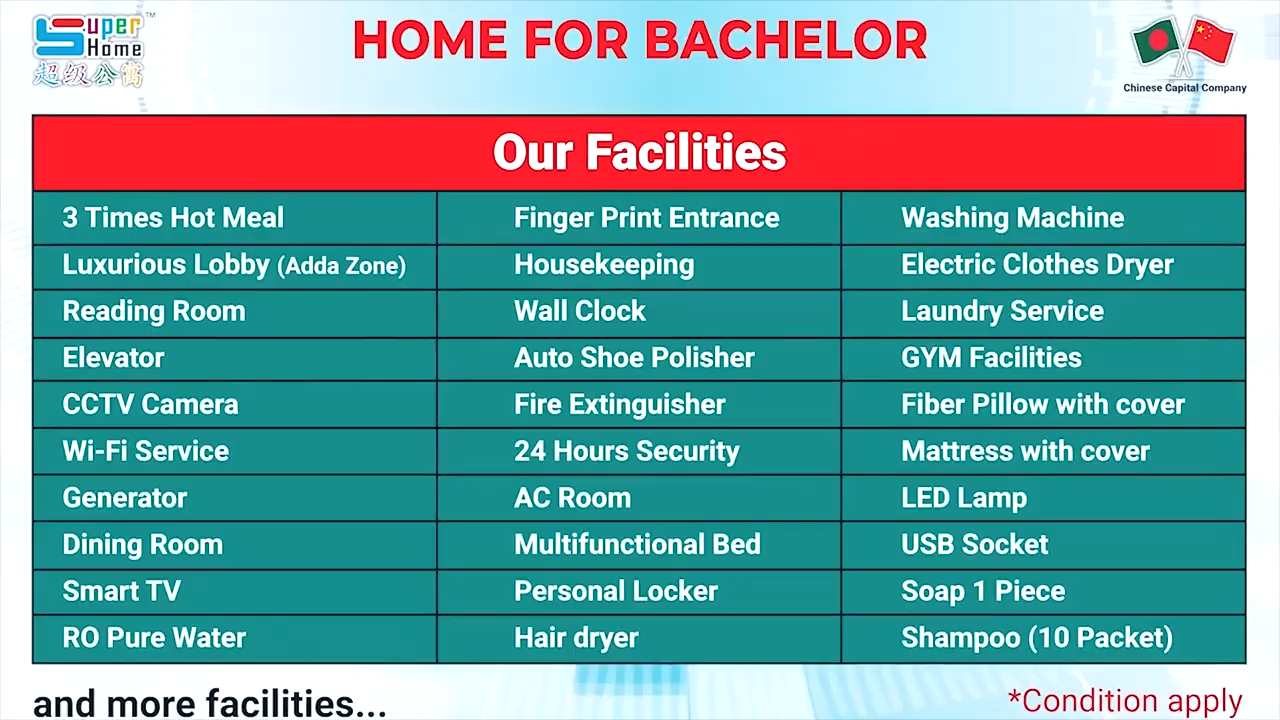 Super Home™
超级公寓
HOME FOR BACHELOR
Chinese Capital Company
Our Facilities
3 Times Hot Meal Finger Print Entrance Washing Machine
Luxurious Lobby (Adda Zone) Housekeeping Electric Clothes Dryer
Reading Room Wall Clock Laundry Service
Elevator Auto Shoe Polisher GYM Facilities
CCTV Camera Fire Extinguisher Fiber Pillow with cover
Wi-Fi Service 24 Hours Security Mattress with cover
Generator AC Room LED Lamp
Dining Room Multifunctional Bed USB Socket
Smart TV Personal Locker Soap 1 Piece
RO Pure Water Hair dryer Shampoo (10 Packet)
and more facilities...
*Condition apply